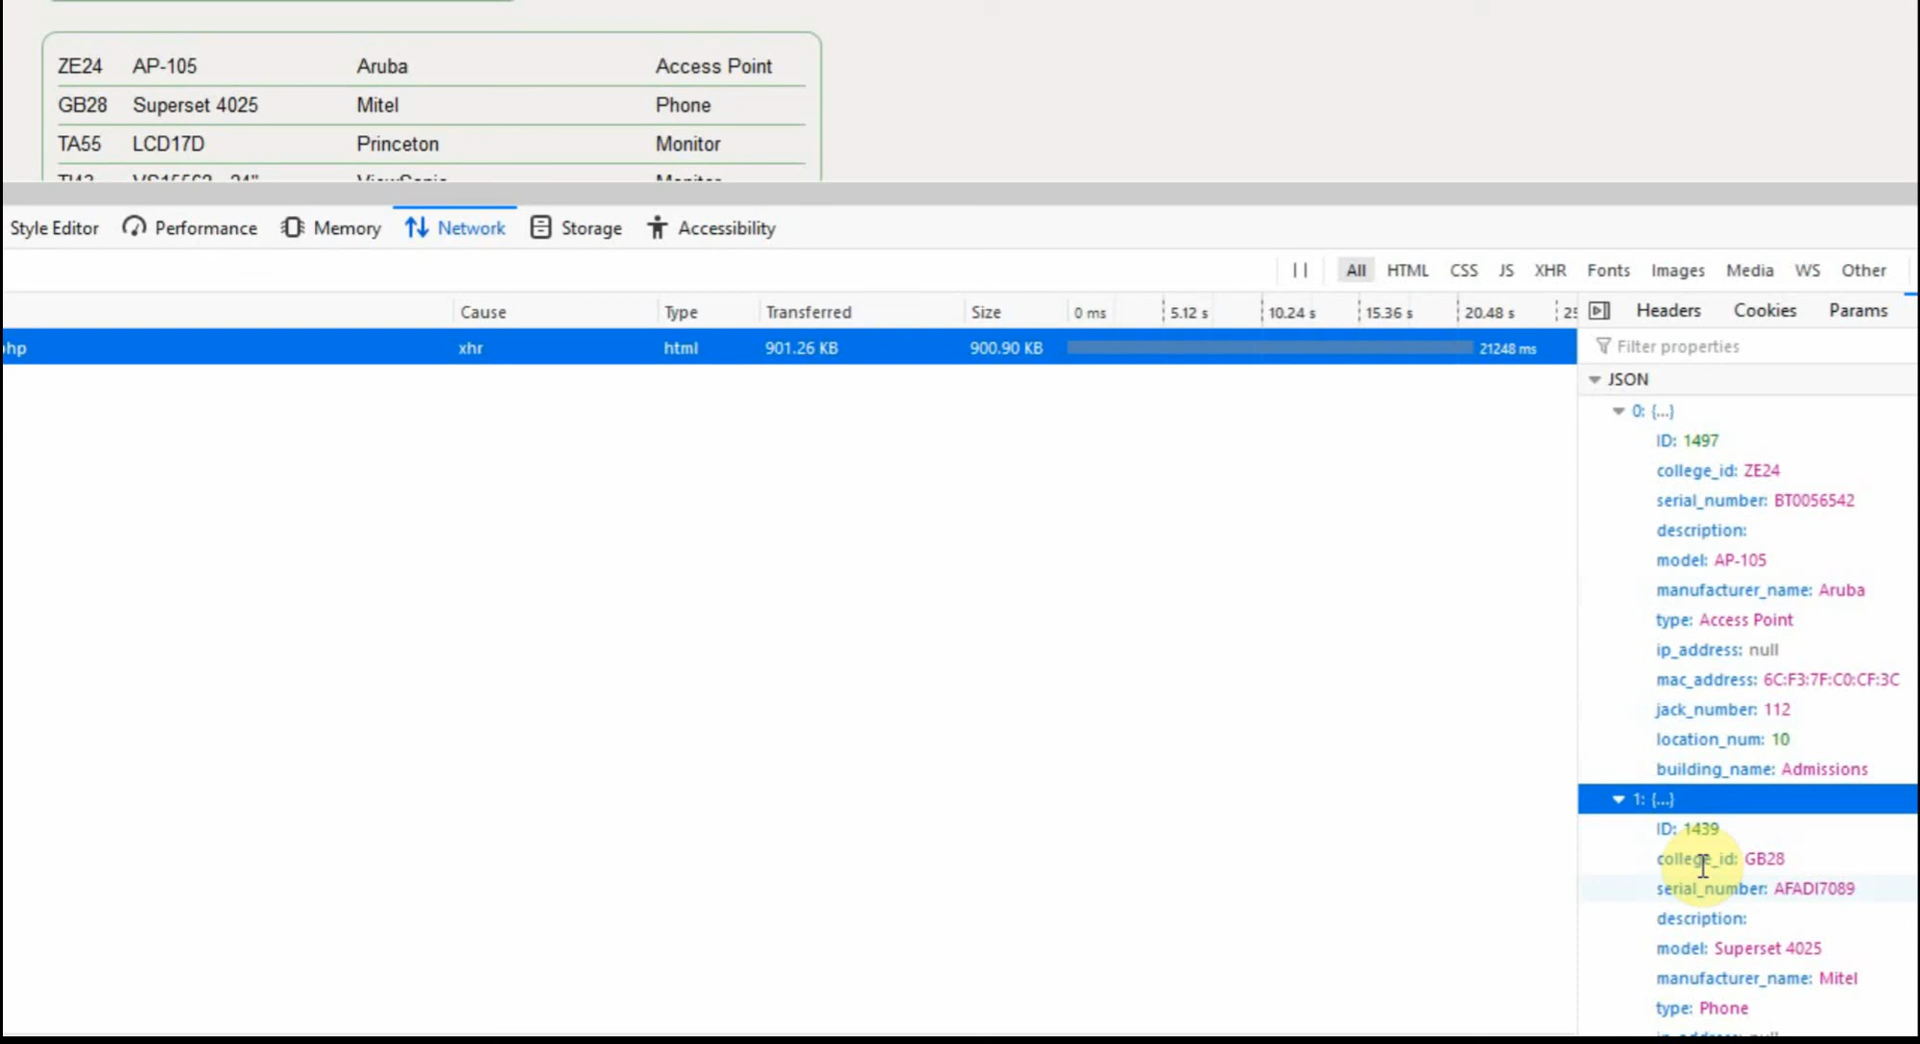 ZE24 AP-105 Aruba Access Point
GB28 Superset 4025 Mitel Phone
TA55 LCD17D Princeton Monitor
Style Editor Performance Memory Network Storage Accessibility
All HTML CSS JS XHR Fonts Images Media WS Other
Cause Type Transferred Size 0 ms 5.12 s 10.24 s 15.36 s 20.48 s Headers Cookies Params
hp xhr html 901.26 KB 900.90 KB 21248 ms
Filter properties
JSON
0: {...}
ID: 1497
college_id: ZE24
serial_number: BT0056542
description:
model: AP-105
manufacturer_name: Aruba
type: Access Point
ip_address: null
mac_address: 6C:F3:7F:C0:CF:3C
jack_number: 112
location_num: 10
building_name: Admissions
1: {...}
ID: 1439
college_id: GB28
serial_number: AFADI7089
description:
model: Superset 4025
manufacturer_name: Mitel
type: Phone